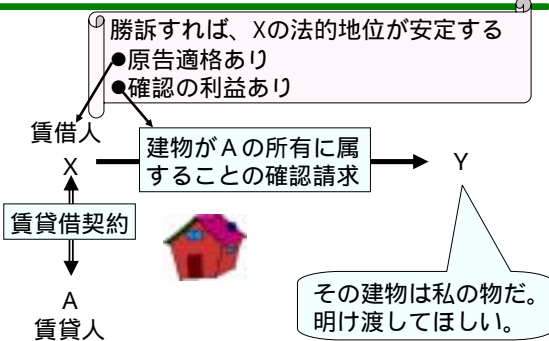 勝訴すれば、Xの法的地位が安定する
●原告適格あり
●確認の利益あり
賃借人
X
建物がAの所有に属
することの確認請求
Y
賃貸借契約
A
賃貸人
その建物は私の物だ。
明け渡してほしい。